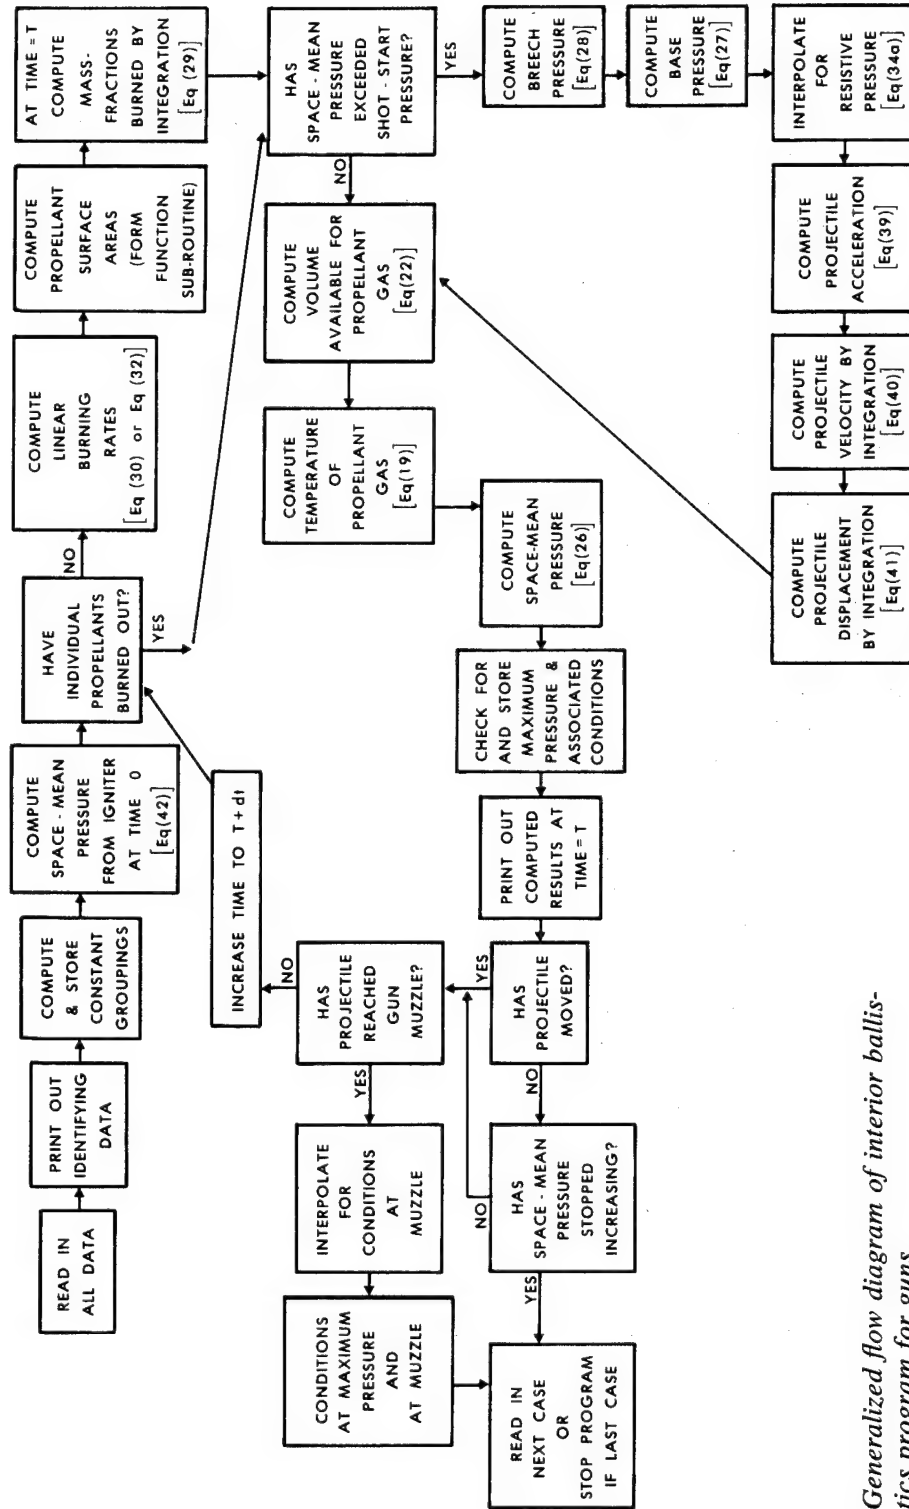 READ IN
ALL DATA
PRINT OUT
IDENTIFYING
DATA
COMPUTE
& STORE
CONSTANT
GROUPINGS
COMPUTE
SPACE - MEAN
PRESSURE
FROM IGNITER
AT TIME 0
[Eq(42)]
HAVE
INDIVIDUAL
PROPELLANTS
BURNED OUT?
NO
YES
COMPUTE
LINEAR
BURNING
RATES
[Eq (30) or Eq (32)]
COMPUTE
PROPELLANT
SURFACE
AREAS
(FORM
FUNCTION
SUB-ROUTINE)
AT TIME = T
COMPUTE
MASS-
FRACTIONS
BURNED BY
INTEGRATION
[Eq (29)]
INCREASE TIME TO T + dt
HAS
SPACE - MEAN
PRESSURE
EXCEEDED
SHOT - START
PRESSURE?
NO
YES
COMPUTE
VOLUME
AVAILABLE FOR
PROPELLANT
GAS
[Eq(22)]
COMPUTE
TEMPERATURE
OF
PROPELLANT
GAS
[Eq(19)]
COMPUTE
BREECH
PRESSURE
[Eq(28)]
COMPUTE
BASE
PRESSURE
[Eq(27)]
INTERPOLATE
FOR
RESISTIVE
PRESSURE
[Eq(34a)]
COMPUTE
PROJECTILE
ACCELERATION
[Eq(39)]
COMPUTE
PROJECTILE
VELOCITY BY
INTEGRATION
[Eq(40)]
COMPUTE
PROJECTILE
DISPLACEMENT
BY INTEGRATION
[Eq(41)]
COMPUTE
SPACE-MEAN
PRESSURE
[Eq(26)]
CHECK FOR
AND STORE
MAXIMUM
PRESSURE &
ASSOCIATED
CONDITIONS
PRINT OUT
COMPUTED
RESULTS AT
TIME = T
HAS
PROJECTILE
MOVED?
YES
NO
HAS
PROJECTILE
REACHED
GUN
MUZZLE?
NO
YES
INTERPOLATE
FOR
CONDITIONS
AT
MUZZLE
CONDITIONS
AT MAXIMUM
PRESSURE
AND
AT MUZZLE
HAS
SPACE - MEAN
PRESSURE
STOPPED
INCREASING?
NO
YES
READ IN
NEXT CASE
OR
STOP PROGRAM
IF LAST CASE
Generalized flow diagram of interior ballis-
tics program for guns